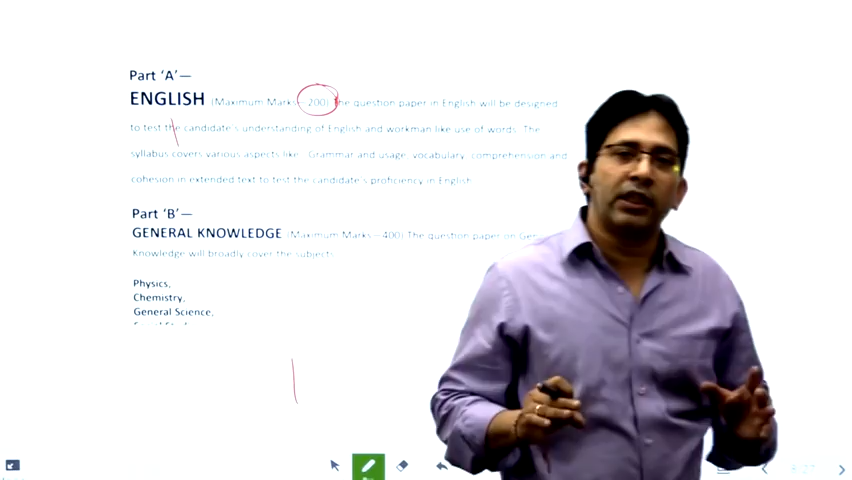 Part ‘A’—
ENGLISH (Maximum Marks – 200) The question paper in English will be designed
to test the candidate's understanding of English and workman like use of words. The
syllabus covers various aspects like: Grammar and usage, vocabulary, comprehension and
cohesion in extended text to test the candidate's proficiency in English.
Part ‘B’—
GENERAL KNOWLEDGE (Maximum Marks – 400) The question paper on
Knowledge will broadly cover the subjects:
Physics,
Chemistry,
General Science,